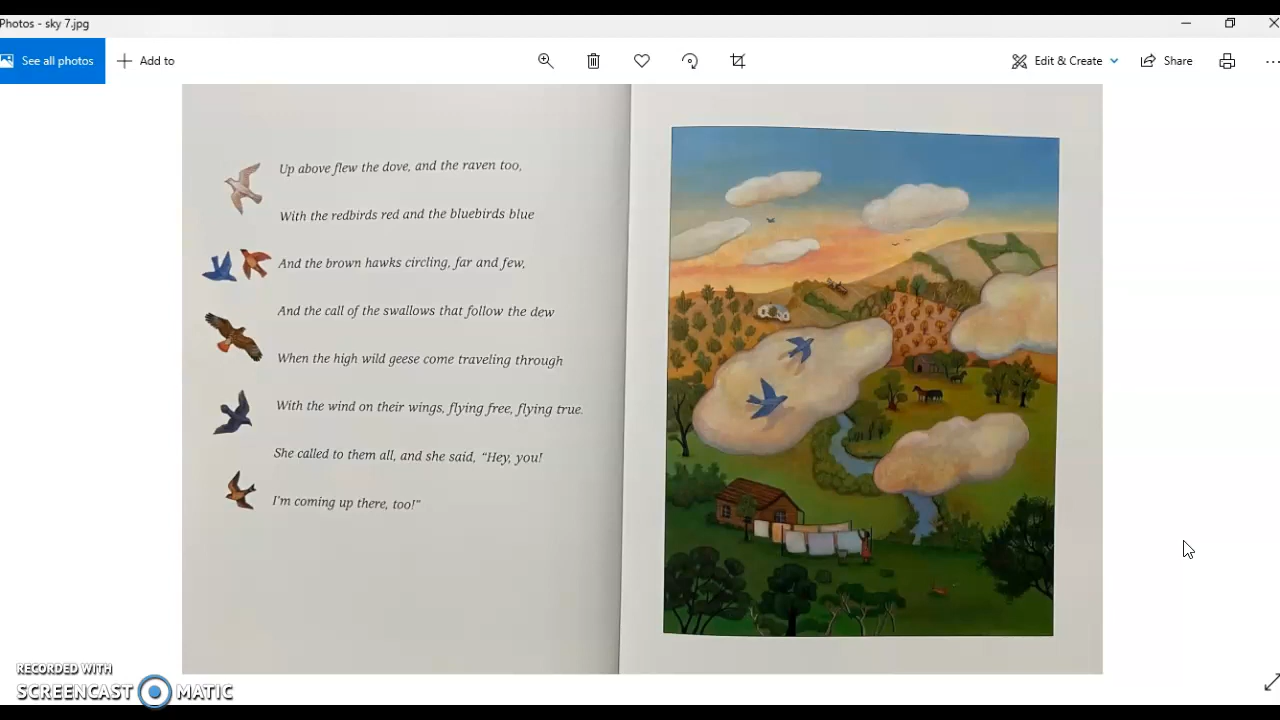 Photos - sky 7.jpg
See all photos
Add to
Edit & Create
Share
Up above flew the dove, and the raven too,
With the redbirds red and the bluebirds blue
And the brown hawks circling, far and few,
And the call of the swallows that follow the dew
When the high wild geese come traveling through
With the wind on their wings, flying free, flying true.
She called to them all, and she said, "Hey, you!
I'm coming up there, too!"
RECORDED WITH
SCREENCAST MATIC